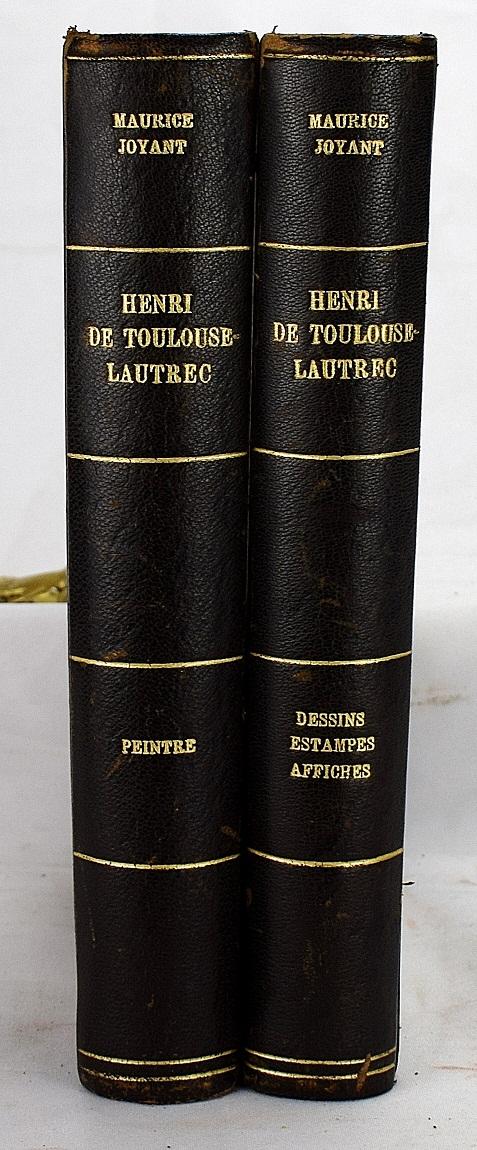 MAURICE
JOYANT
HENRI
DE TOULOUSE-
LAUTREC
PEINTRE
MAURICE
JOYANT
HENRI
DE TOULOUSE-
LAUTREC
DESSINS
ESTAMPES
AFFICHES